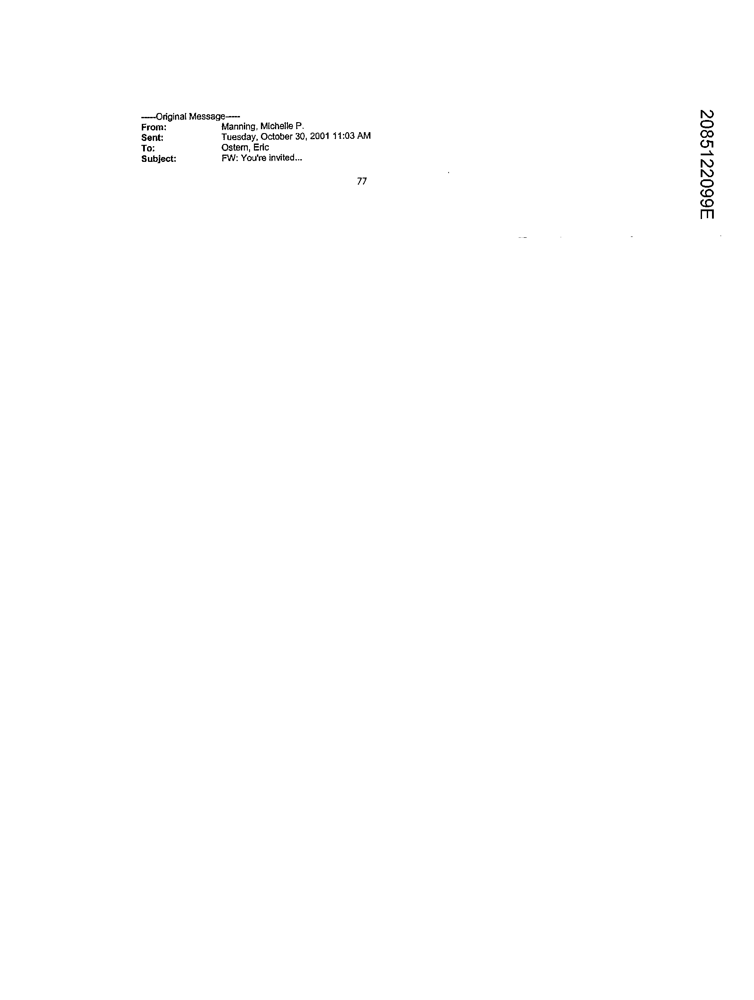 -----Original Message-----
From: Manning, Michelle P.
Sent: Tuesday, October 30, 2001 11:03 AM
To: Ostern, Eric
Subject: FW: You're invited...
77
2085122099E